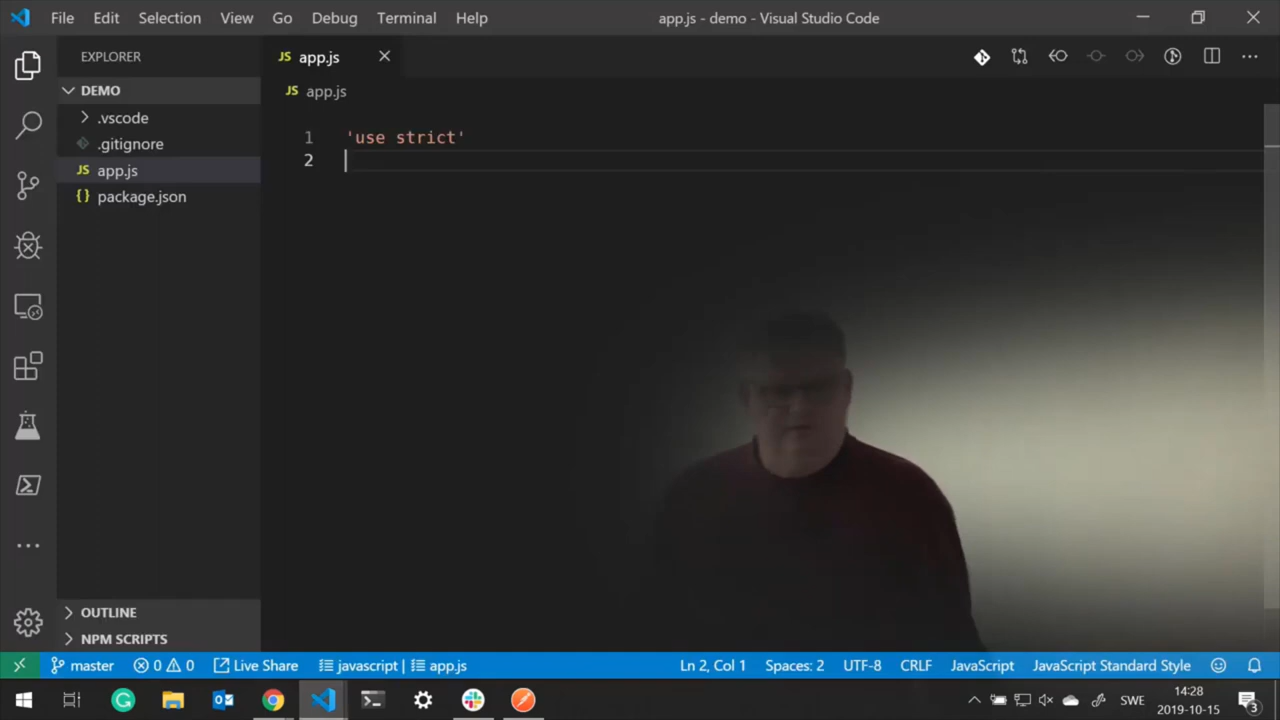 File Edit Selection View Go Debug Terminal Help app.js - demo - Visual Studio Code
EXPLORER
JS app.js
DEMO
JS app.js
.vscode
.gitignore
JS app.js
{} package.json
1 'use strict'
2
OUTLINE
NPM SCRIPTS
master 0 0 Live Share javascript | app.js Ln 2, Col 1 Spaces: 2 UTF-8 CRLF JavaScript JavaScript Standard Style
SWE 14:28
2019-10-15 3